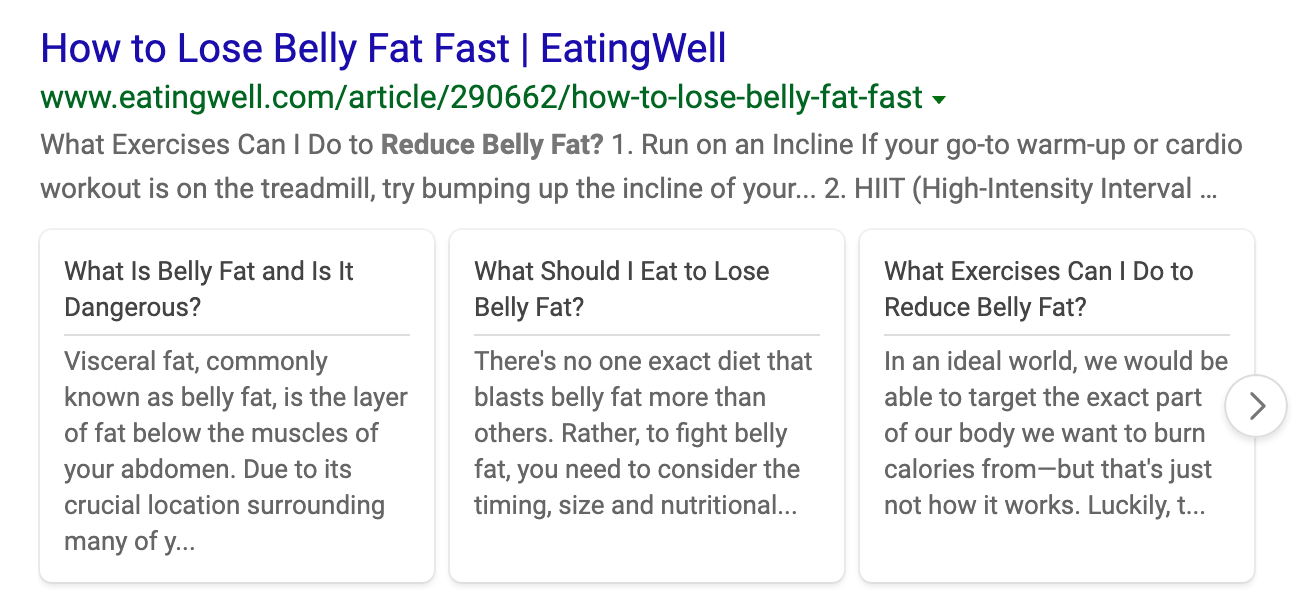 How to Lose Belly Fat Fast | EatingWell
www.eatingwell.com/article/290662/how-to-lose-belly-fat-fast
What Exercises Can I Do to Reduce Belly Fat? 1. Run on an Incline If your go-to warm-up or cardio
workout is on the treadmill, try bumping up the incline of your... 2. HIIT (High-Intensity Interval ...
What Is Belly Fat and Is It
Dangerous?
Visceral fat, commonly
known as belly fat, is the layer
of fat below the muscles of
your abdomen. Due to its
crucial location surrounding
many of y...
What Should I Eat to Lose
Belly Fat?
There's no one exact diet that
blasts belly fat more than
others. Rather, to fight belly
fat, you need to consider the
timing, size and nutritional...
What Exercises Can I Do to
Reduce Belly Fat?
In an ideal world, we would be
able to target the exact part
of our body we want to burn
calories from—but that's just
not how it works. Luckily, t...